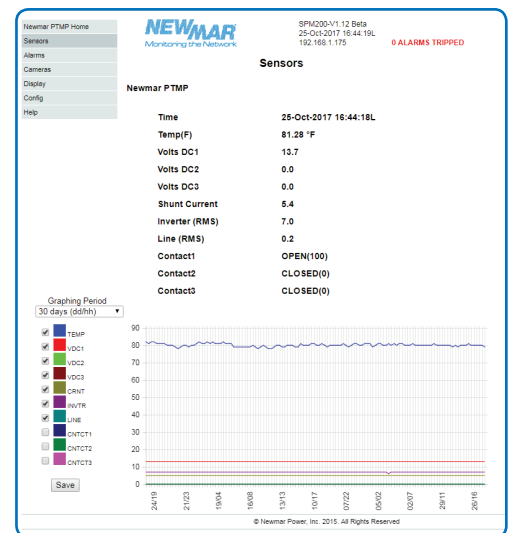 Newmar PTMP Home
Sensors
Alarms
Cameras
Display
Config
Help
NEWMAR
Monitoring the Network
SPM200-V1.12 Beta
25-Oct-2017 16:44:19L
192.168.1.175
0 ALARMS TRIPPED
Sensors
Newmar PTMP
Time 25-Oct-2017 16:44:18L
Temp(F) 81.28 °F
Volts DC1 13.7
Volts DC2 0.0
Volts DC3 0.0
Shunt Current 5.4
Inverter (RMS) 7.0
Line (RMS) 0.2
Contact1 OPEN(100)
Contact2 CLOSED(0)
Contact3 CLOSED(0)
Graphing Period
30 days (dd/hh)
TEMP
VDC1
VDC2
VDC3
CRNT
INVTR
LINE
CNTCT1
CNTCT2
CNTCT3
Save
90
80
70
60
50
40
30
20
10
0
24/19
21/23
19/04
16/08
13/13
10/17
07/22
05/02
02/07
29/11
26/16
© Newmar Power, Inc. 2015. All Rights Reserved